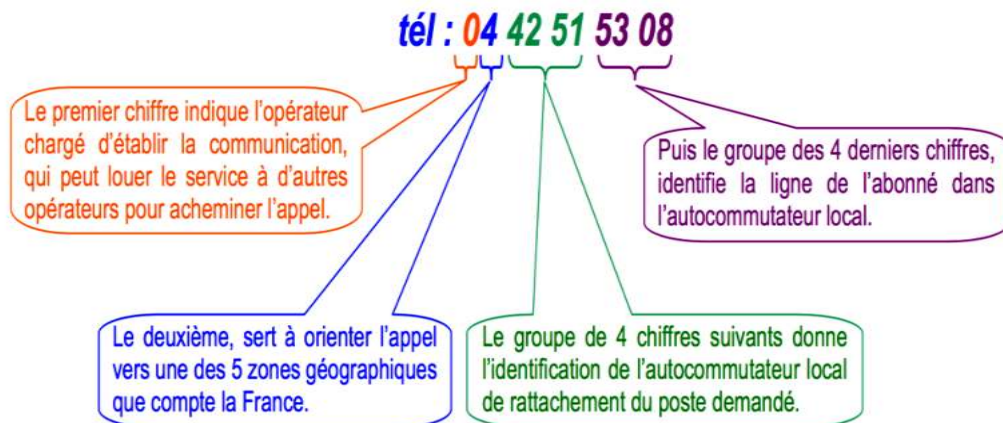 tél : 04 42 51 53 08
Le premier chiffre indique l'opérateur
chargé d'établir la communication,
qui peut louer le service à d'autres
opérateurs pour acheminer l'appel.
Puis le groupe des 4 derniers chiffres,
identifie la ligne de l'abonné dans
l'autocommutateur local.
Le deuxième, sert à orienter l'appel
vers une des 5 zones géographiques
que compte la France.
Le groupe de 4 chiffres suivants donne
l'identification de l'autocommutateur local
de rattachement du poste demandé.